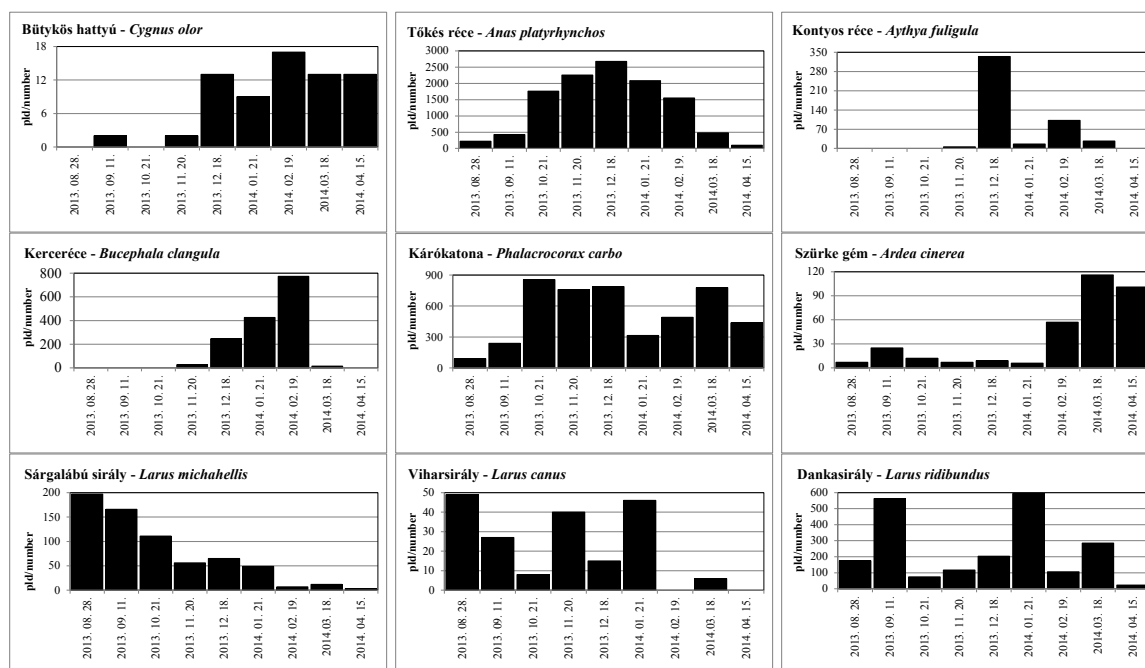 Bütykös hattyú - Cygnus olor
pld/number
18
12
6
0
2013. 08. 28.
2013. 09. 11.
2013. 10. 21.
2013. 11. 20.
2013. 12. 18.
2014. 01. 21.
2014. 02. 19.
2014.03. 18.
2014. 04. 15.
Tőkés réce - Anas platyrhynchos
pld/number
3000
2500
2000
1500
1000
500
0
2013. 08. 28.
2013. 09. 11.
2013. 10. 21.
2013. 11. 20.
2013. 12. 18.
2014. 01. 21.
2014. 02. 19.
2014.03. 18.
2014. 04. 15.
Kontyos réce - Aythya fuligula
pld/number
350
280
210
140
70
0
2013. 08. 28.
2013. 09. 11.
2013. 10. 21.
2013. 11. 20.
2013. 12. 18.
2014. 01. 21.
2014. 02. 19.
2014.03. 18.
2014. 04. 15.
Kerceréce - Bucephala clangula
pld/number
800
600
400
200
0
2013. 08. 28.
2013. 09. 11.
2013. 10. 21.
2013. 11. 20.
2013. 12. 18.
2014. 01. 21.
2014. 02. 19.
2014.03. 18.
2014. 04. 15.
Kárókatona - Phalacrocorax carbo
pld/number
900
600
300
0
2013. 08. 28.
2013. 09. 11.
2013. 10. 21.
2013. 11. 20.
2013. 12. 18.
2014. 01. 21.
2014. 02. 19.
2014.03. 18.
2014. 04. 15.
Szürke gém - Ardea cinerea
pld/number
120
90
60
30
0
2013. 08. 28.
2013. 09. 11.
2013. 10. 21.
2013. 11. 20.
2013. 12. 18.
2014. 01. 21.
2014. 02. 19.
2014.03. 18.
2014. 04. 15.
Sárgalábú sirály - Larus michahellis
pld/number
200
150
100
50
0
2013. 08. 28.
2013. 09. 11.
2013. 10. 21.
2013. 11. 20.
2013. 12. 18.
2014. 01. 21.
2014. 02. 19.
2014.03. 18.
2014. 04. 15.
Viharsirály - Larus canus
pld/number
50
40
30
20
10
0
2013. 08. 28.
2013. 09. 11.
2013. 10. 21.
2013. 11. 20.
2013. 12. 18.
2014. 01. 21.
2014. 02. 19.
2014.03. 18.
2014. 04. 15.
Dankasirály - Larus ridibundus
pld/number
600
500
400
300
200
100
0
2013. 08. 28.
2013. 09. 11.
2013. 10. 21.
2013. 11. 20.
2013. 12. 18.
2014. 01. 21.
2014. 02. 19.
2014.03. 18.
2014. 04. 15.